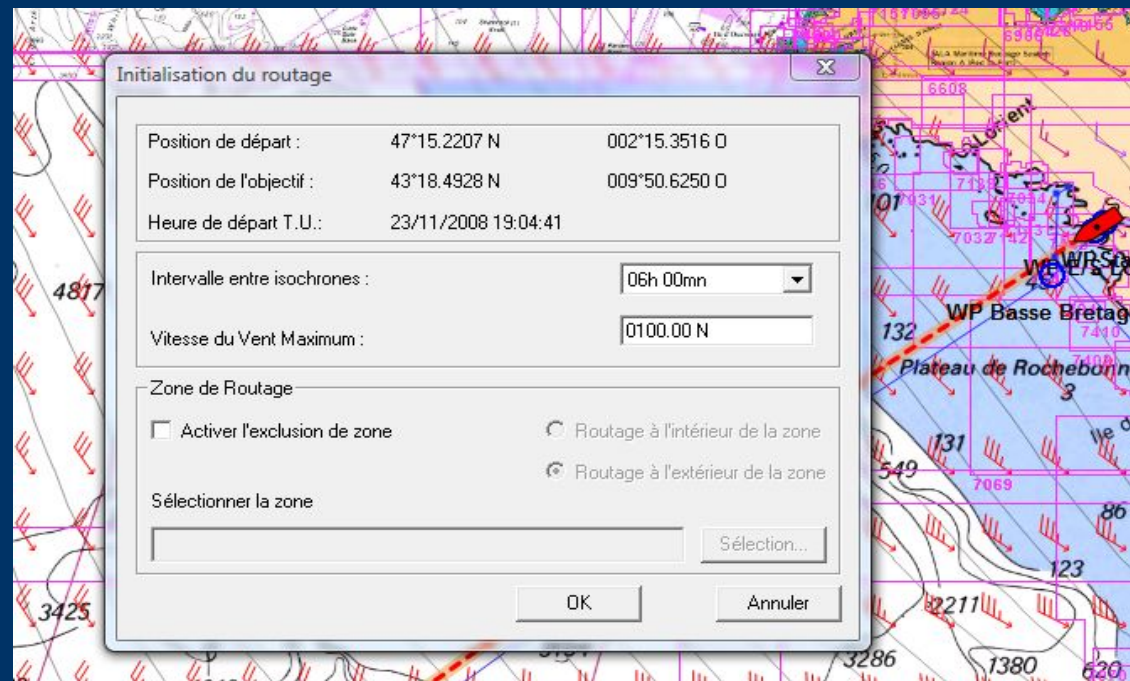 Initialisation du routage
Position de départ : 47°15.2207 N 002°15.3516 O
Position de l'objectif : 43°18.4928 N 009°50.6250 O
Heure de départ T.U.: 23/11/2008 19:04:41
Intervalle entre isochrones : 06h 00mn
Vitesse du Vent Maximum : 0100.00 N
Zone de Routage
Activer l'exclusion de zone
Routage à l'intérieur de la zone
Routage à l'extérieur de la zone
Sélectionner la zone
Sélection...
OK Annuler
6608
Lorient
101
7032
4817
WP Basse Bretag
132
Plateau de Rochebonn
3
131
549
7069
86
123
3425
2211
3286
1380
620